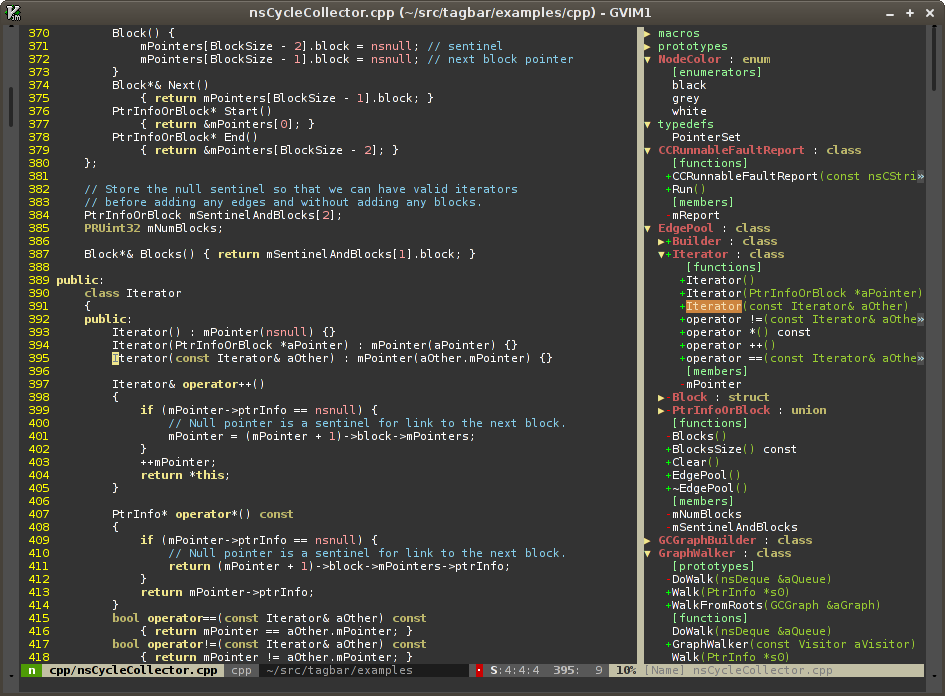 nsCycleCollector.cpp (~/src/tagbar/examples/cpp) - GVIM1
370         Block() {
371             mPointers[BlockSize - 2].block = nsnull; // sentinel
372             mPointers[BlockSize - 1].block = nsnull; // next block pointer
373         }
374         Block*& Next()
375             { return mPointers[BlockSize - 1].block; }
376         PtrInfoOrBlock* Start()
377             { return &mPointers[0]; }
378         PtrInfoOrBlock* End()
379             { return &mPointers[BlockSize - 2]; }
380     };
381
382     // Store the null sentinel so that we can have valid iterators
383     // before adding any edges and without adding any blocks.
384     PtrInfoOrBlock mSentinelAndBlocks[2];
385     PRUint32 mNumBlocks;
386
387     Block*& Blocks() { return mSentinelAndBlocks[1].block; }
388
389 public:
390     class Iterator
391     {
392     public:
393         Iterator() : mPointer(nsnull) {}
394         Iterator(PtrInfoOrBlock *aPointer) : mPointer(aPointer) {}
395         Iterator(const Iterator& aOther) : mPointer(aOther.mPointer) {}
396
397         Iterator& operator++()
398         {
399             if (mPointer->ptrInfo == nsnull) {
400                 // Null pointer is a sentinel for link to the next block.
401                 mPointer = (mPointer + 1)->block->mPointers;
402             }
403             ++mPointer;
404             return *this;
405         }
406
407         PtrInfo* operator*() const
408         {
409             if (mPointer->ptrInfo == nsnull) {
410                 // Null pointer is a sentinel for link to the next block.
411                 return (mPointer + 1)->block->mPointers->ptrInfo;
412             }
413             return mPointer->ptrInfo;
414         }
415         bool operator==(const Iterator& aOther) const
416             { return mPointer == aOther.mPointer; }
417         bool operator!=(const Iterator& aOther) const
418             { return mPointer != aOther.mPointer; }
▶ macros
▶ prototypes
▼ NodeColor : enum
    [enumerators]
    black
    grey
    white
▼ typedefs
    PointerSet
▼ CCRunnableFaultReport : class
    [functions]
   +CCRunnableFaultReport(const nsCStri»
   +Run()
    [members]
   -mReport
▼ EdgePool : class
  ▶+Builder : class
  ▼+Iterator : class
      [functions]
     +Iterator()
     +Iterator(PtrInfoOrBlock *aPointer)
     +Iterator(const Iterator& aOther)
     +operator !=(const Iterator& aOthe»
     +operator *() const
     +operator ++()
     +operator ==(const Iterator& aOthe»
      [members]
     -mPointer
  ▶-Block : struct
  ▶-PtrInfoOrBlock : union
    [functions]
   -Blocks()
   +BlocksSize() const
   +Clear()
   +EdgePool()
   +~EdgePool()
    [members]
   -mNumBlocks
   -mSentinelAndBlocks
▶ GCGraphBuilder : class
▼ GraphWalker : class
    [prototypes]
   -DoWalk(nsDeque &aQueue)
   +Walk(PtrInfo *s0)
   +WalkFromRoots(GCGraph &aGraph)
    [functions]
    DoWalk(nsDeque &aQueue)
   +GraphWalker(const Visitor aVisitor)
    Walk(PtrInfo *s0)
n cpp/nsCycleCollector.cpp cpp ~/src/tagbar/examples S:4:4:4 395: 9 10% [Name] nsCycleCollector.cpp